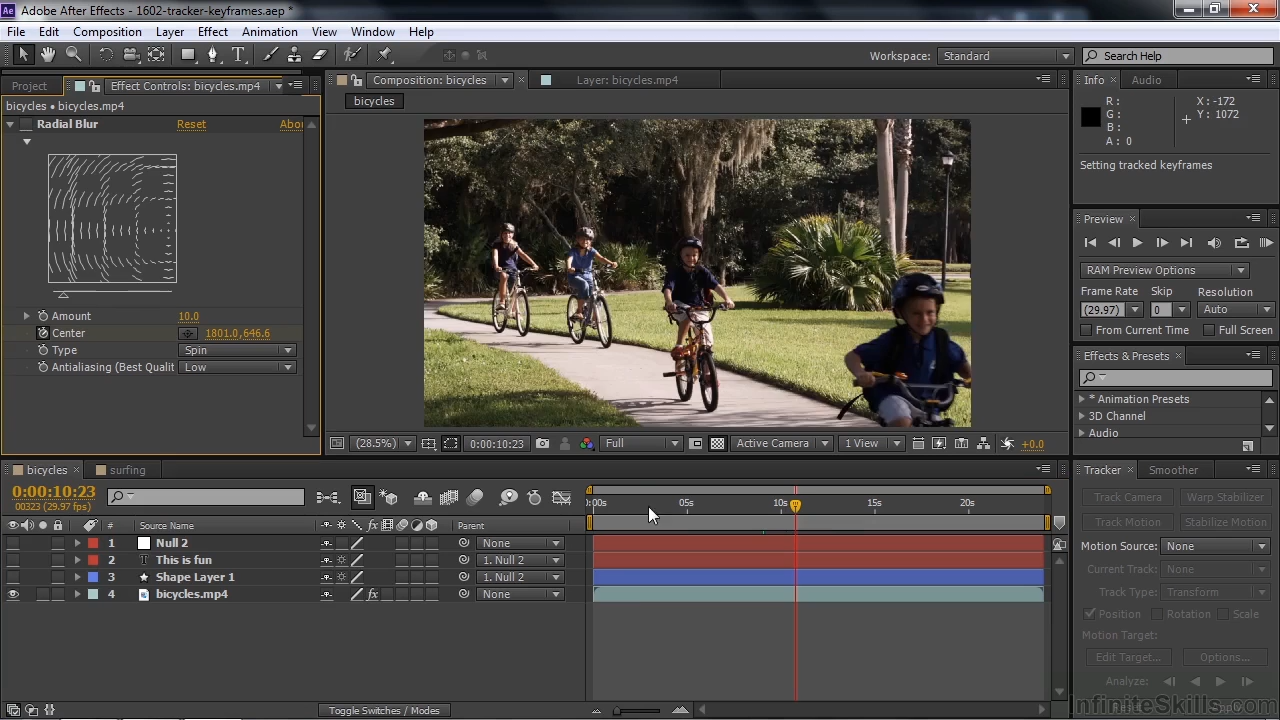 Ae Adobe After Effects - 1602-tracker-keyframes.aep *
File Edit Composition Layer Effect Animation View Window Help
Workspace: Standard Search Help
Project Effect Controls: bicycles.mp4
bicycles • bicycles.mp4
Radial Blur Reset Abou
Amount 10.0
Center 1801.0,646.6
Type Spin
Antialiasing (Best Qualit Low
Composition: bicycles Layer: bicycles.mp4
bicycles
(28.5%) 0:00:10:23 Full Active Camera 1 View +0.0
Info Audio
R : X : -172
G : Y : 1072
B :
A : 0
Setting tracked keyframes
Preview
RAM Preview Options
Frame Rate Skip Resolution
(29.97) 0 Auto
From Current Time Full Screen
Effects & Presets
* Animation Presets
3D Channel
Audio
bicycles surfing
0:00:10:23
00323 (29.97 fps)
:00s 05s 10s 15s 20s
# Source Name fx Parent
1 Null 2 None
2 T This is fun 1. Null 2
3 Shape Layer 1 1. Null 2
4 bicycles.mp4 fx None
Toggle Switches / Modes
Tracker Smoother
Track Camera Warp Stabilizer
Track Motion Stabilize Motion
Motion Source: None
Current Track: None
Track Type: Transform
Position Rotation Scale
Motion Target:
Edit Target... Options...
Analyze:
Reset Apply
InfiniteSkills.com